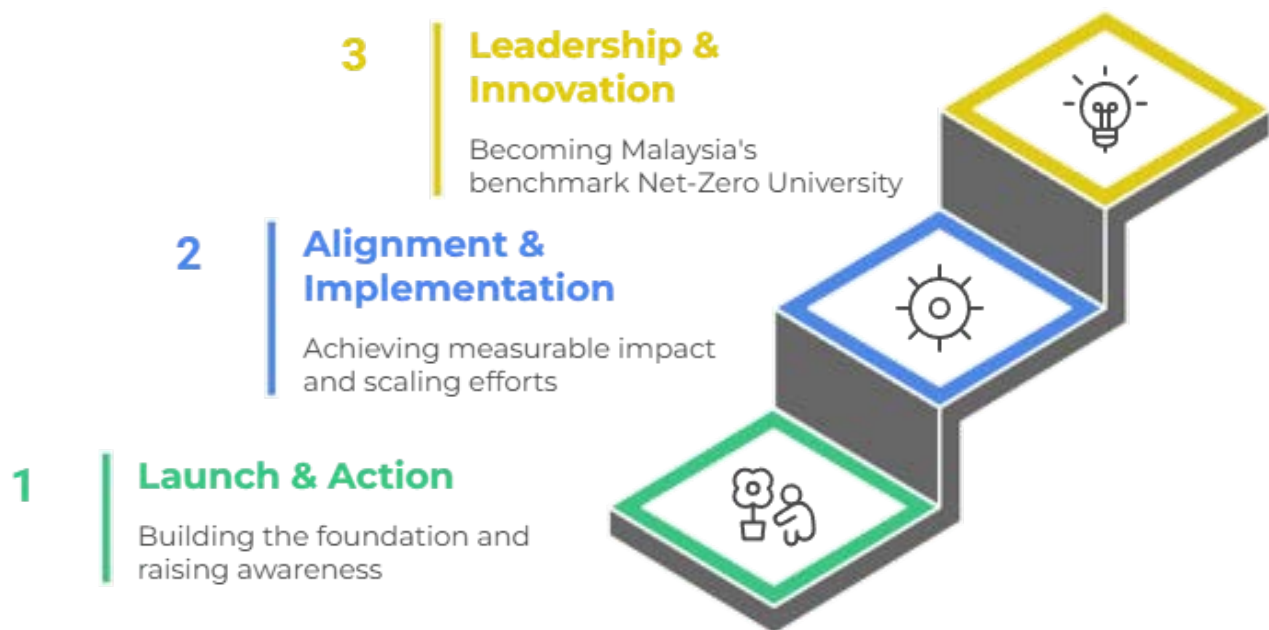 3
Leadership &
Innovation
Becoming Malaysia's
benchmark Net-Zero University
2
Alignment &
Implementation
Achieving measurable impact
and scaling efforts
1
Launch & Action
Building the foundation and
raising awareness